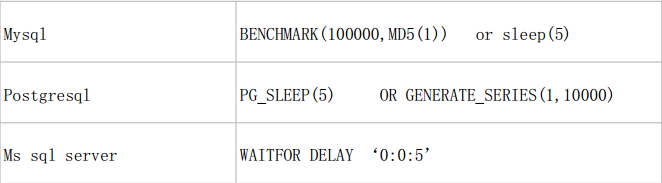 Mysql BENCHMARK(100000,MD5(1)) or sleep(5)
Postgresql PG_SLEEP(5) OR GENERATE_SERIES(1,10000)
Ms sql server WAITFOR DELAY ‘0:0:5’